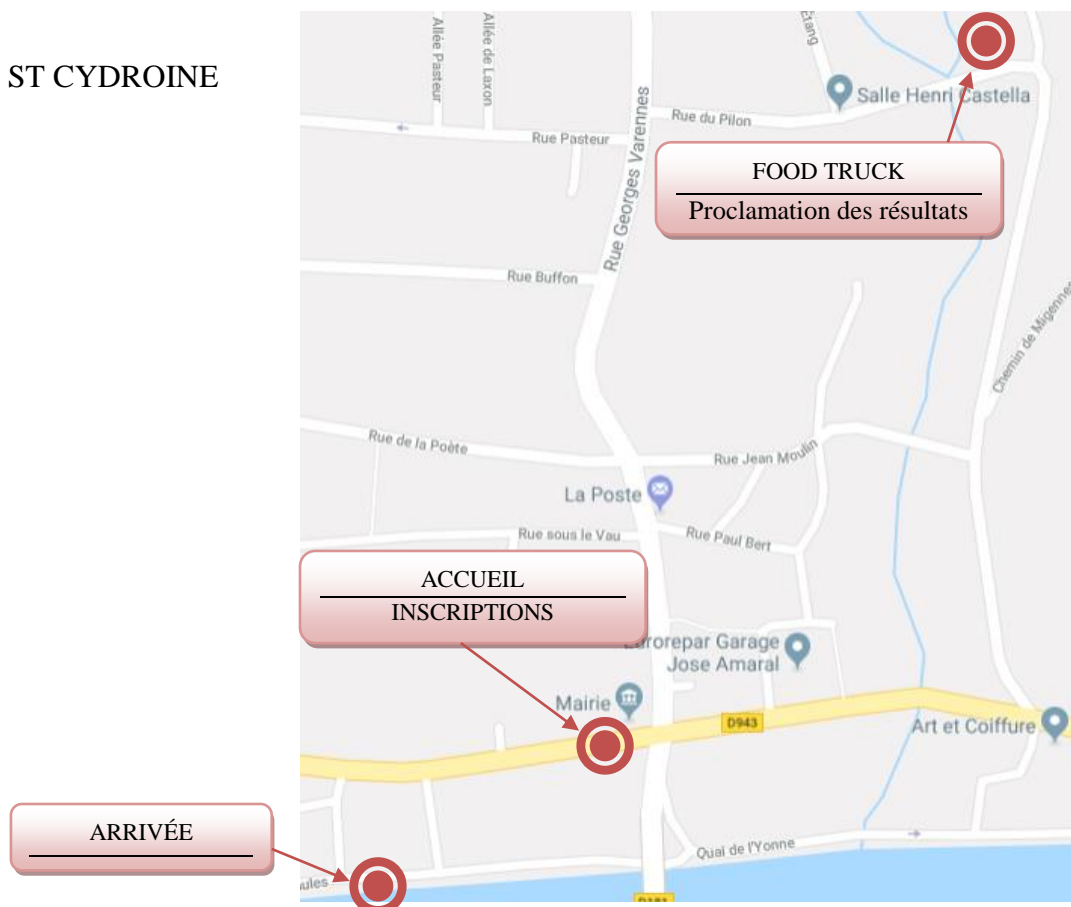 ST CYDROINE
Allée Pasteur
Allée de Laxon
Étang
Salle Henri Castella
Rue du Pilon
Rue Pasteur
Rue Georges Varennes
FOOD TRUCK
Proclamation des résultats
Rue Buffon
Chemin de Migennes
Rue de la Poète
Rue Jean Moulin
La Poste
Rue sous le Vau
Rue Paul Bert
ACCUEIL
INSCRIPTIONS
Garage
Jose Amaral
Mairie
D943
Art et Coiffure
ARRIVÉE
Quai de l'Yonne